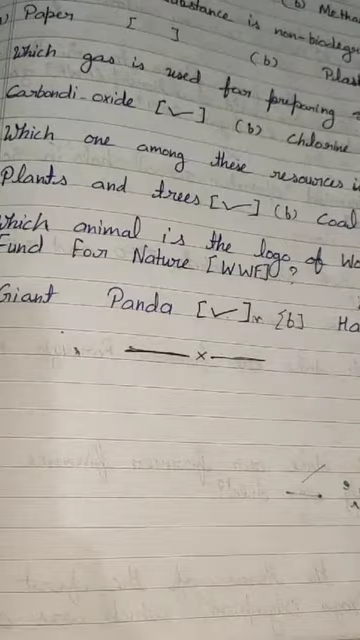 substance is non-biodegr
Paper [ ] (b) Plas
Which gas is used for preparing
Carbondi-oxide [✓] (b) Chlorine
Which one among these resources i
Plants and trees [✓] (b) Coal
Which animal is the logo of Wo
Fund For Nature [WWF]?
Giant Panda [✓] [b] Ha